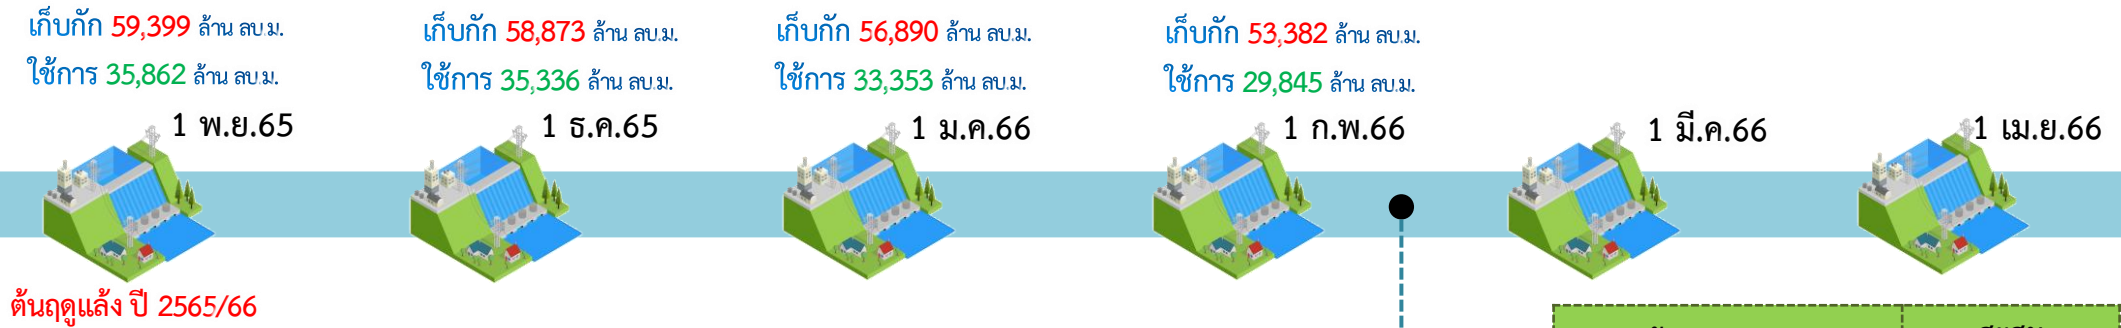 เก็บกัก 59,399 ล้าน ลบ.ม.
ใช้การ 35,862 ล้าน ลบ.ม.
1 พ.ย.65
เก็บกัก 58,873 ล้าน ลบ.ม.
ใช้การ 35,336 ล้าน ลบ.ม.
1 ธ.ค.65
เก็บกัก 56,890 ล้าน ลบ.ม.
ใช้การ 33,353 ล้าน ลบ.ม.
1 ม.ค.66
เก็บกัก 53,382 ล้าน ลบ.ม.
ใช้การ 29,845 ล้าน ลบ.ม.
1 ก.พ.66
1 มี.ค.66
1 เม.ย.66
ต้นฤดูแล้ง ปี 2565/66